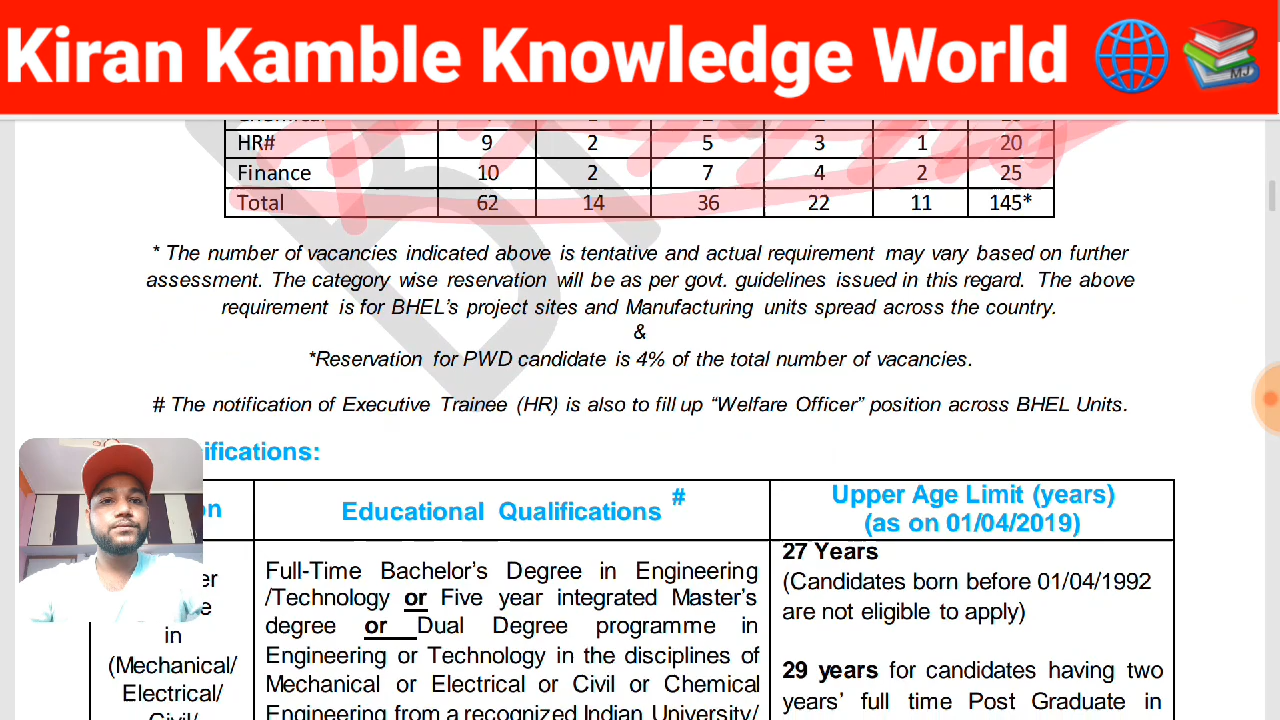 Kiran Kamble Knowledge World
MJ
HR# 9 2 5 3 1 20
Finance 10 2 7 4 2 25
Total 62 14 36 22 11 145*
* The number of vacancies indicated above is tentative and actual requirement may vary based on further
assessment. The category wise reservation will be as per govt. guidelines issued in this regard. The above
requirement is for BHEL's project sites and Manufacturing units spread across the country.
&
*Reservation for PWD candidate is 4% of the total number of vacancies.
# The notification of Executive Trainee (HR) is also to fill up “Welfare Officer” position across BHEL Units.
ifications:
on Educational Qualifications #
Upper Age Limit (years)
(as on 01/04/2019)
er
e
in
(Mechanical/
Electrical/
Civil/
Full-Time Bachelor’s Degree in Engineering
/Technology or Five year integrated Master’s
degree or Dual Degree programme in
Engineering or Technology in the disciplines of
Mechanical or Electrical or Civil or Chemical
Engineering from a recognized Indian University/
27 Years
(Candidates born before 01/04/1992
are not eligible to apply)
29 years for candidates having two
years’ full time Post Graduate in